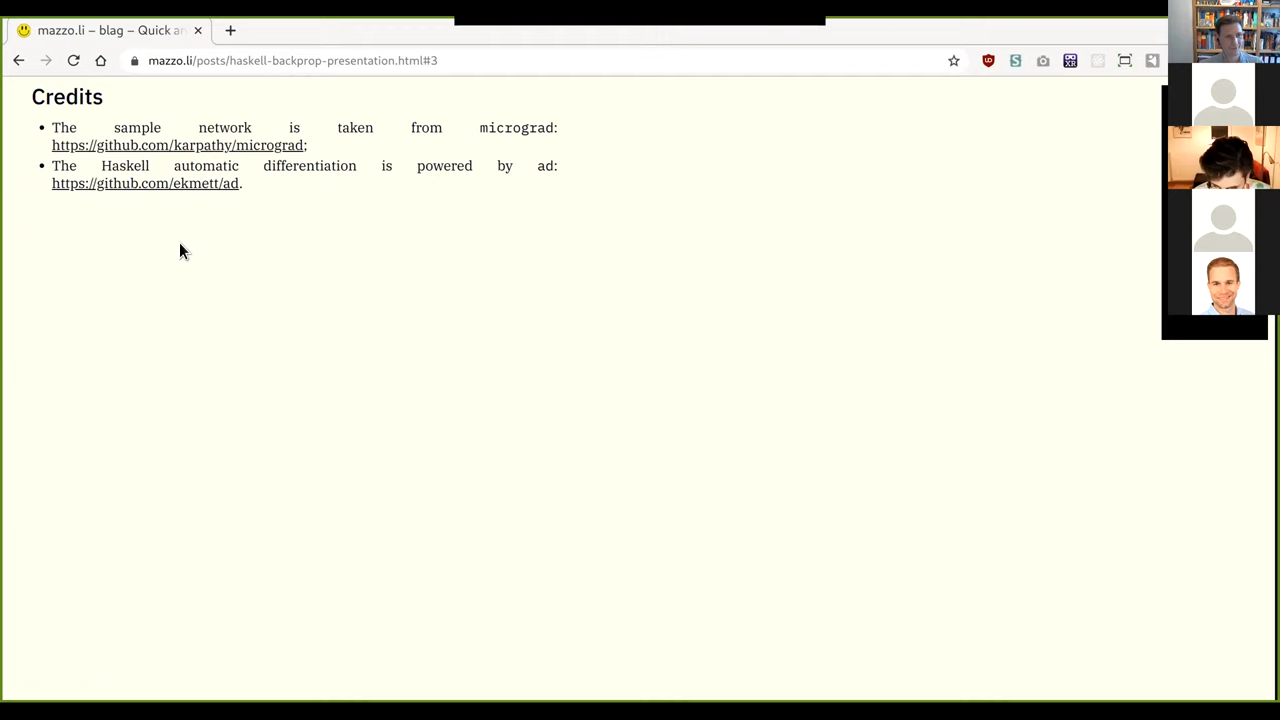 mazzo.li – blag – Quick an
mazzo.li/posts/haskell-backprop-presentation.html#3
Credits
The sample network is taken from micrograd:
https://github.com/karpathy/micrograd;
The Haskell automatic differentiation is powered by ad:
https://github.com/ekmett/ad.